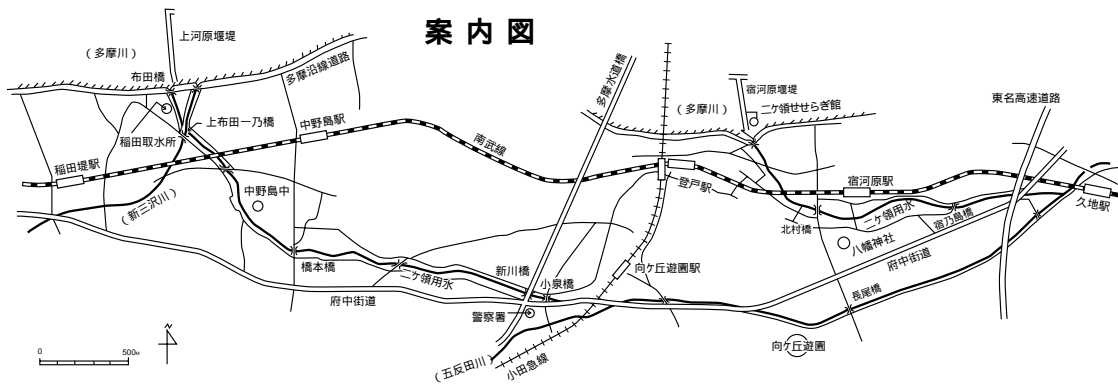 案内図
上河原堰堤
(多摩川)
布田橋
多摩沿線道路
上布田一乃橋
稲田取水所
中野島駅
南武線
稲田堤駅
(新三沢川)
中野島中
橋本橋
二ケ領用水
府中街道
新川橋
小泉橋
警察署
(五反田川)
小田急線
向ケ丘遊園駅
多摩水道橋
登戸駅
(多摩川)
宿河原堰堤
二ケ領せせらぎ館
東名高速道路
宿河原駅
久地駅
二ケ領用水
宿乃島橋
北村橋
八幡神社
府中街道
長尾橋
向ケ丘遊園
0
500m
N